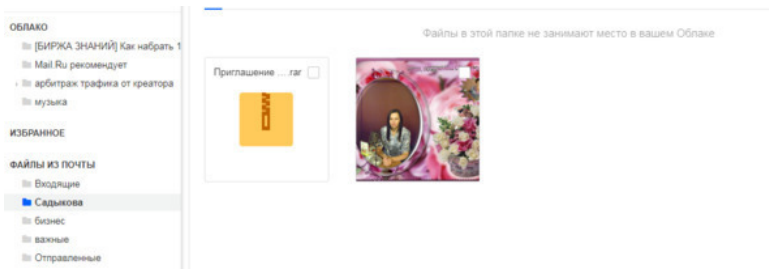 ОБЛАКО
[БИРЖА ЗНАНИЙ] Как набрать 1
Mail.Ru рекомендует
арбитраж трафика от креатора
музыка
ИЗБРАННОЕ
ФАЙЛЫ ИЗ ПОЧТЫ
Входящие
Садыкова
бизнес
важные
Отправленные
Файлы в этой папке не занимают место в вашем Облаке
Приглашение ....rar